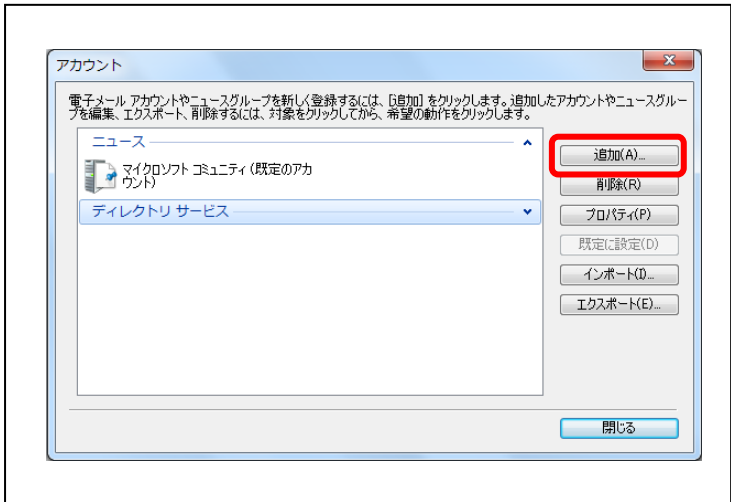 アカウント
電子メール アカウントやニュースグループを新しく登録するには、[追加] をクリックします。追加したアカウントやニュースグルー
プを編集、エクスポート、削除するには、対象をクリックしてから、希望の動作をクリックします。
ニュース
マイクロソフト コミュニティ (既定のアカ
ウント)
ディレクトリ サービス
追加(A)...
削除(R)
プロパティ(P)
既定に設定(D)
インポート(I)...
エクスポート(E)...
閉じる